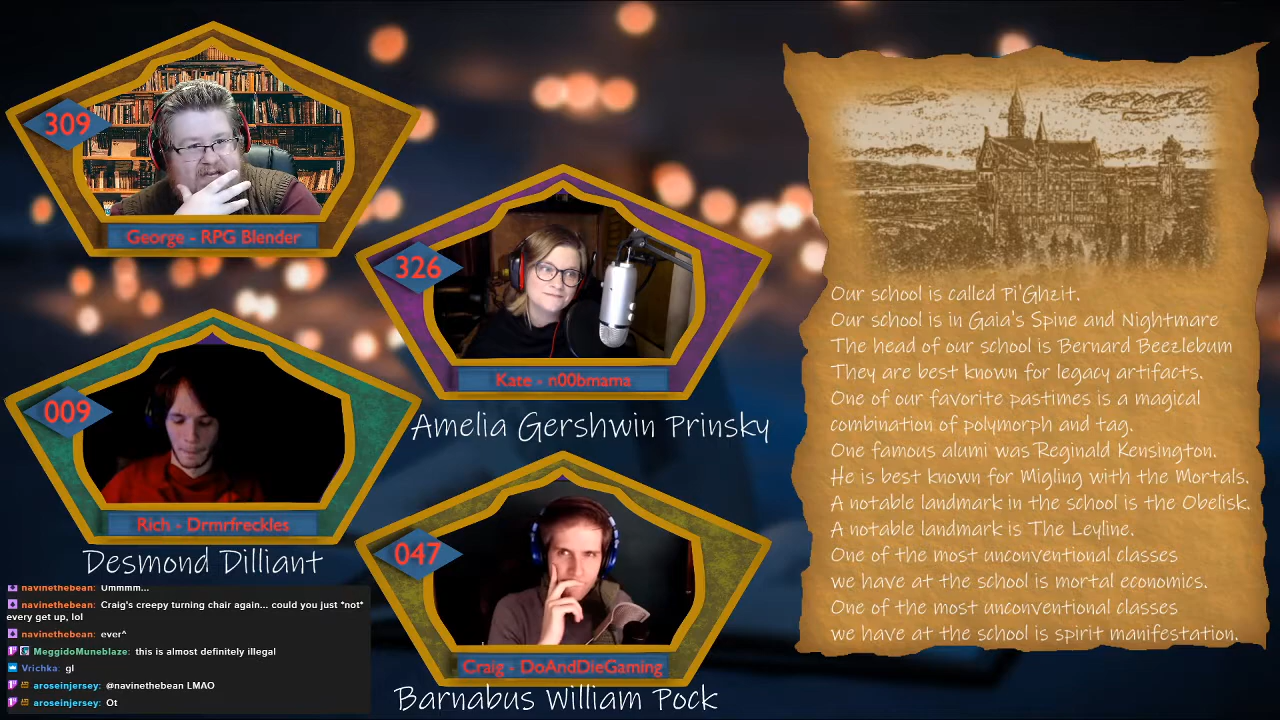 309
George - RPG Blender
326
Kate - n00bmama
Amelia Gershwin Prinsky
009
Rich - Drmrfreckles
Desmond Dilliant
047
Craig - DoAndDieGaming
Barnabus William Pock
navinethebean: Ummmm...
navinethebean: Craig's creepy turning chair again... could you just *not*
every get up, lol
navinethebean: ever^
MeggidoMuneblaze: this is almost definitely illegal
Vrichka: gl
aroseinjersey: @navinethebean LMAO
aroseinjersey: Ot
Our school is called Pi'Ghzit.
Our school is in Gaia's Spine and Nightmare
The head of our school is Bernard Beezlebum
They are best known for legacy artifacts.
One of our favorite pastimes is a magical
combination of polymorph and tag.
One famous alumi was Reginald Kensington.
He is best known for Migling with the Mortals.
A notable landmark in the school is the Obelisk.
A notable landmark is The Leyline.
One of the most unconventional classes
we have at the school is mortal economics.
One of the most unconventional classes
we have at the school is spirit manifestation.